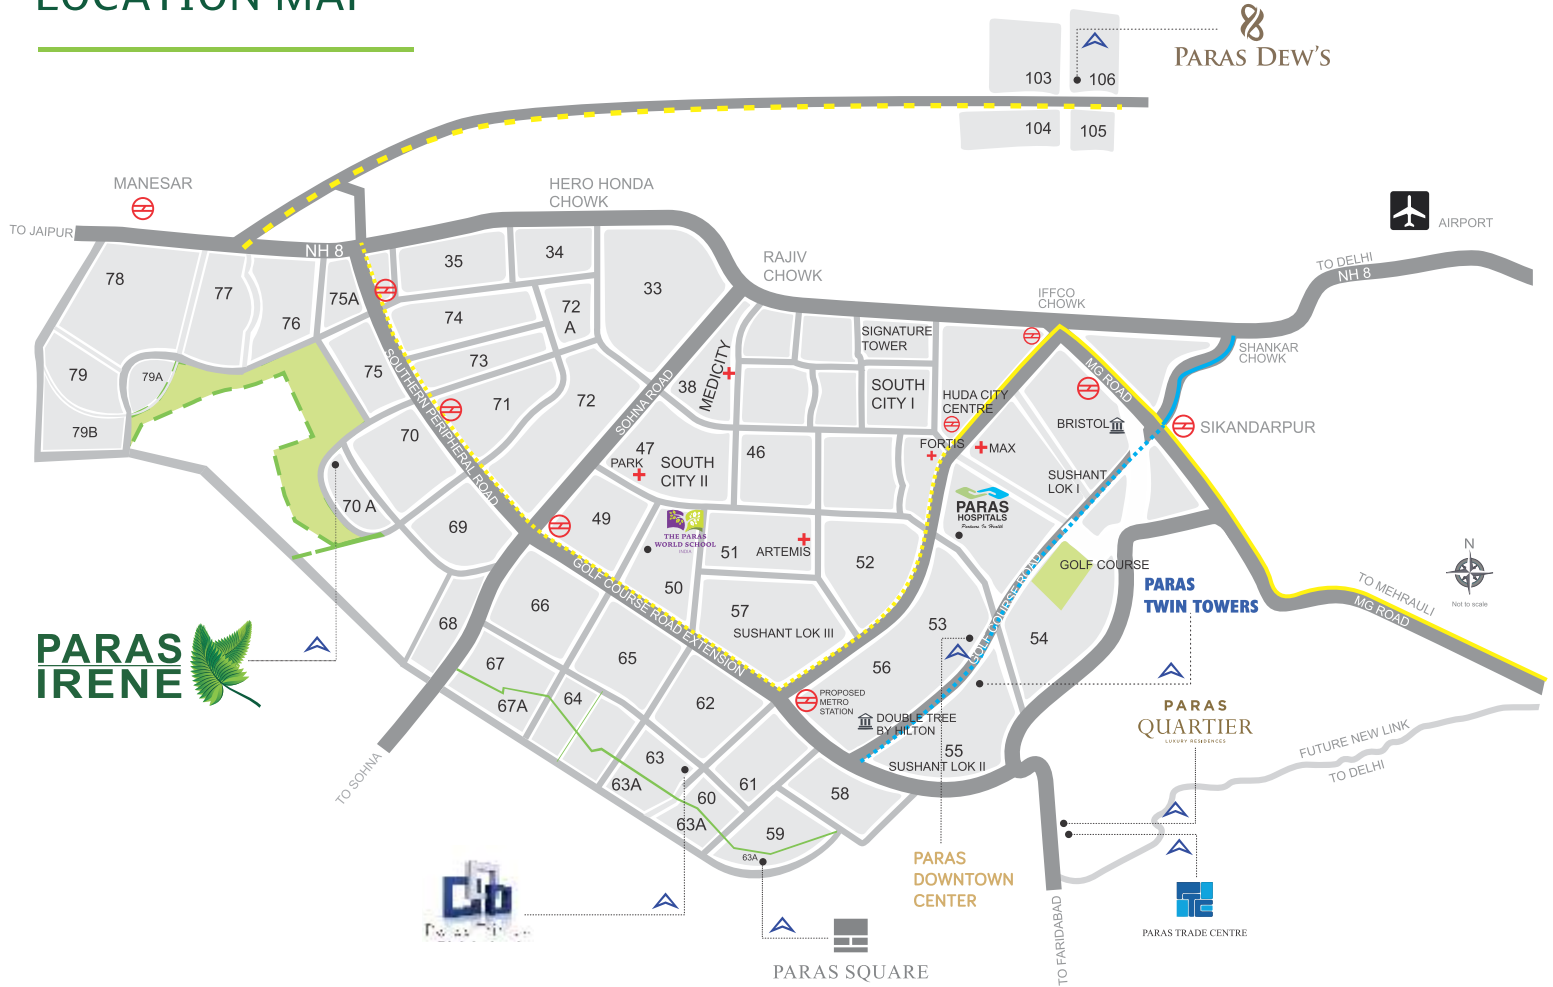 LOCATION MAP
PARAS DEW'S
103
106
104
105
MANESAR
HERO HONDA
CHOWK
TO JAIPUR
NH 8
RAJIV
CHOWK
AIRPORT
TO DELHI
NH 8
IFFCO
CHOWK
SHANKAR
CHOWK
78
77
76
75A
35
34
33
74
72
A
73
75
79
79A
79B
71
72
70
70 A
69
SOUTHERN PERIPHERAL ROAD
SOHNA ROAD
38
MEDICITY
SIGNATURE
TOWER
SOUTH
CITY I
HUDA CITY
CENTRE
MG ROAD
BRISTOL
SIKANDARPUR
FORTIS
MAX
47
PARK
SOUTH
CITY II
46
SUSHANT
LOK I
PARAS
HOSPITALS
Partners In Health
49
THE PARAS
WORLD SCHOOL
INDIA
51
ARTEMIS
52
50
57
SUSHANT LOK III
GOLF COURSE ROAD EXTENSION
GOLF COURSE ROAD
GOLF COURSE
PARAS
TWIN TOWERS
N
Not to scale
TO MEHRAULI
MG ROAD
53
54
56
66
68
67
67A
65
64
62
63
63A
61
60
63A
59
63A
58
PROPOSED
METRO
STATION
DOUBLE TREE
BY HILTON
55
SUSHANT LOK II
PARAS
IRENE
TO SOHNA
PARAS
QUARTIER
LUXURY RESIDENCES
FUTURE NEW LINK
TO DELHI
PARAS
DOWNTOWN
CENTER
PARAS TRADE CENTRE
TO FARIDABAD
PARAS SQUARE